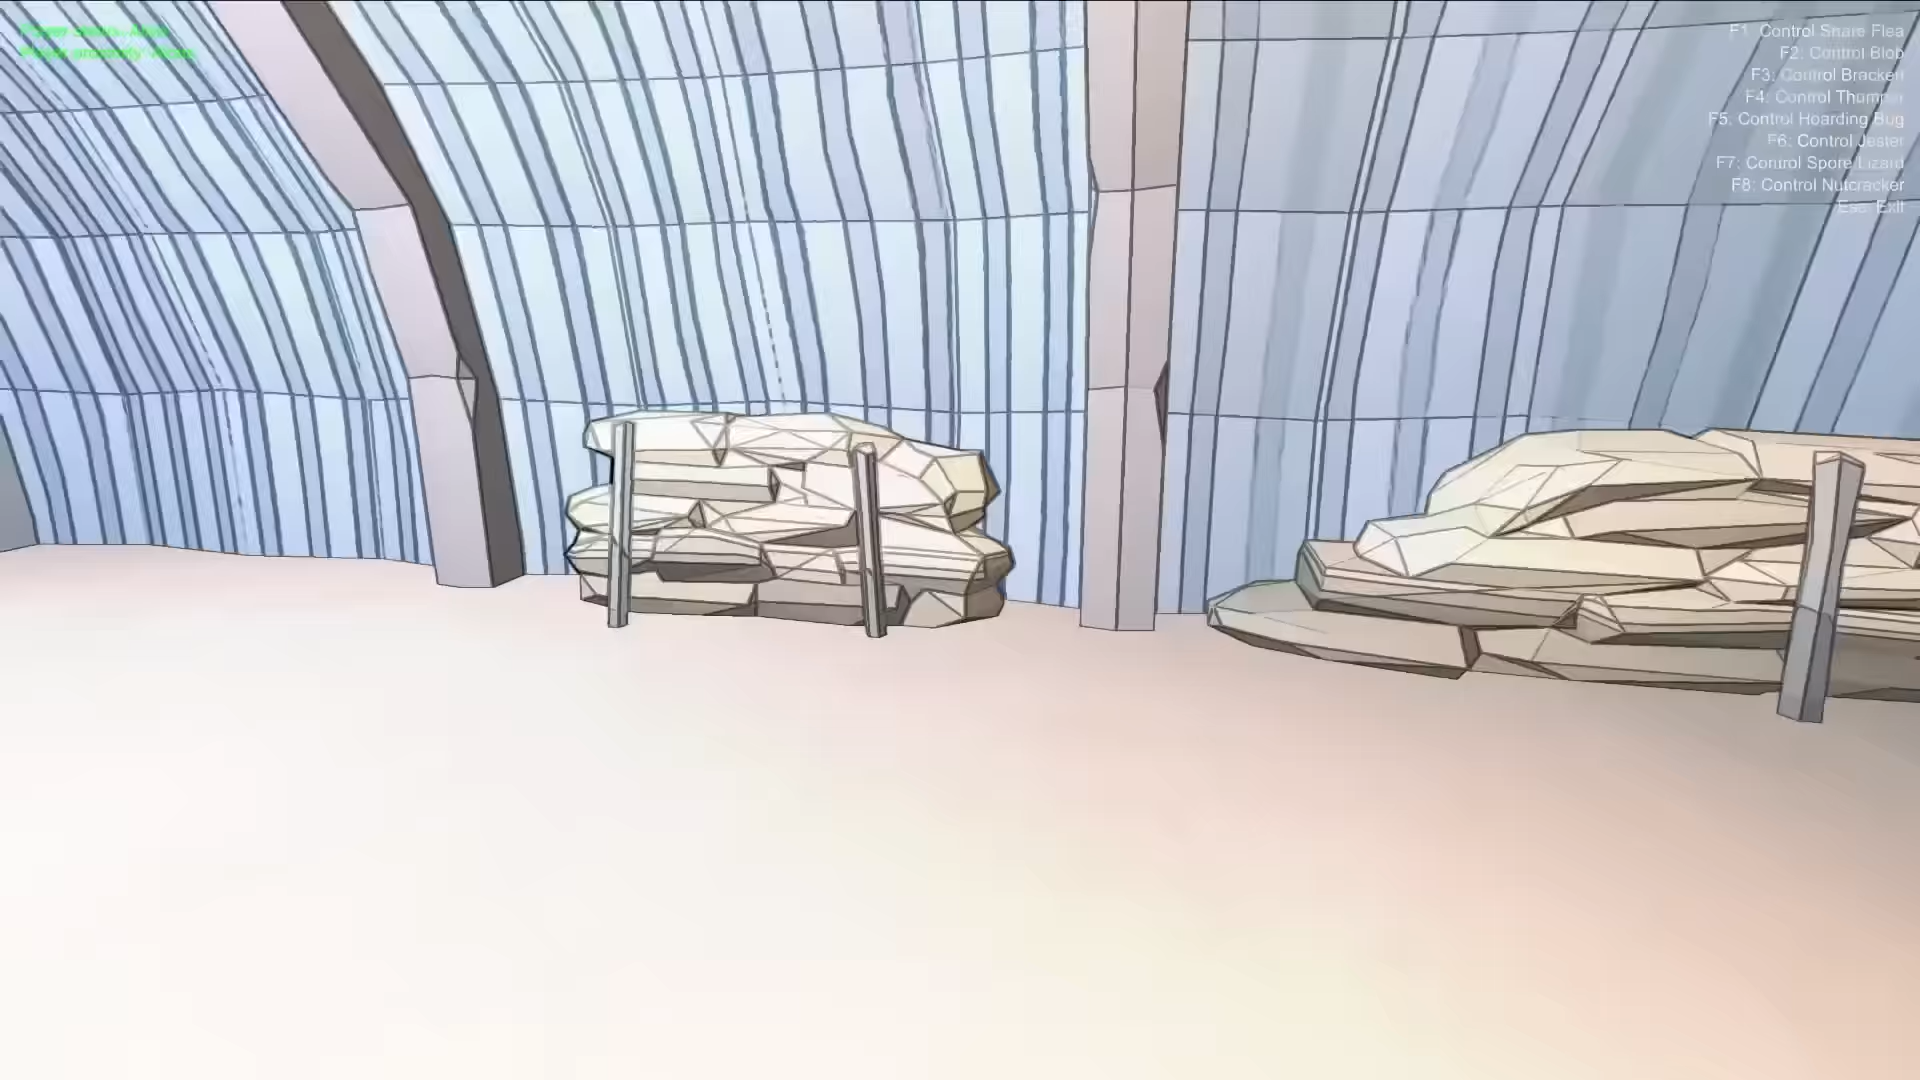 F1: Control Snare Flea
F2: Control Blob
F3: Control Bracken
F4: Control Thumper
F5: Control Hoarding Bug
F6: Control Jester
F7: Control Spore Lizard
F8: Control Nutcracker
Esc: Exit